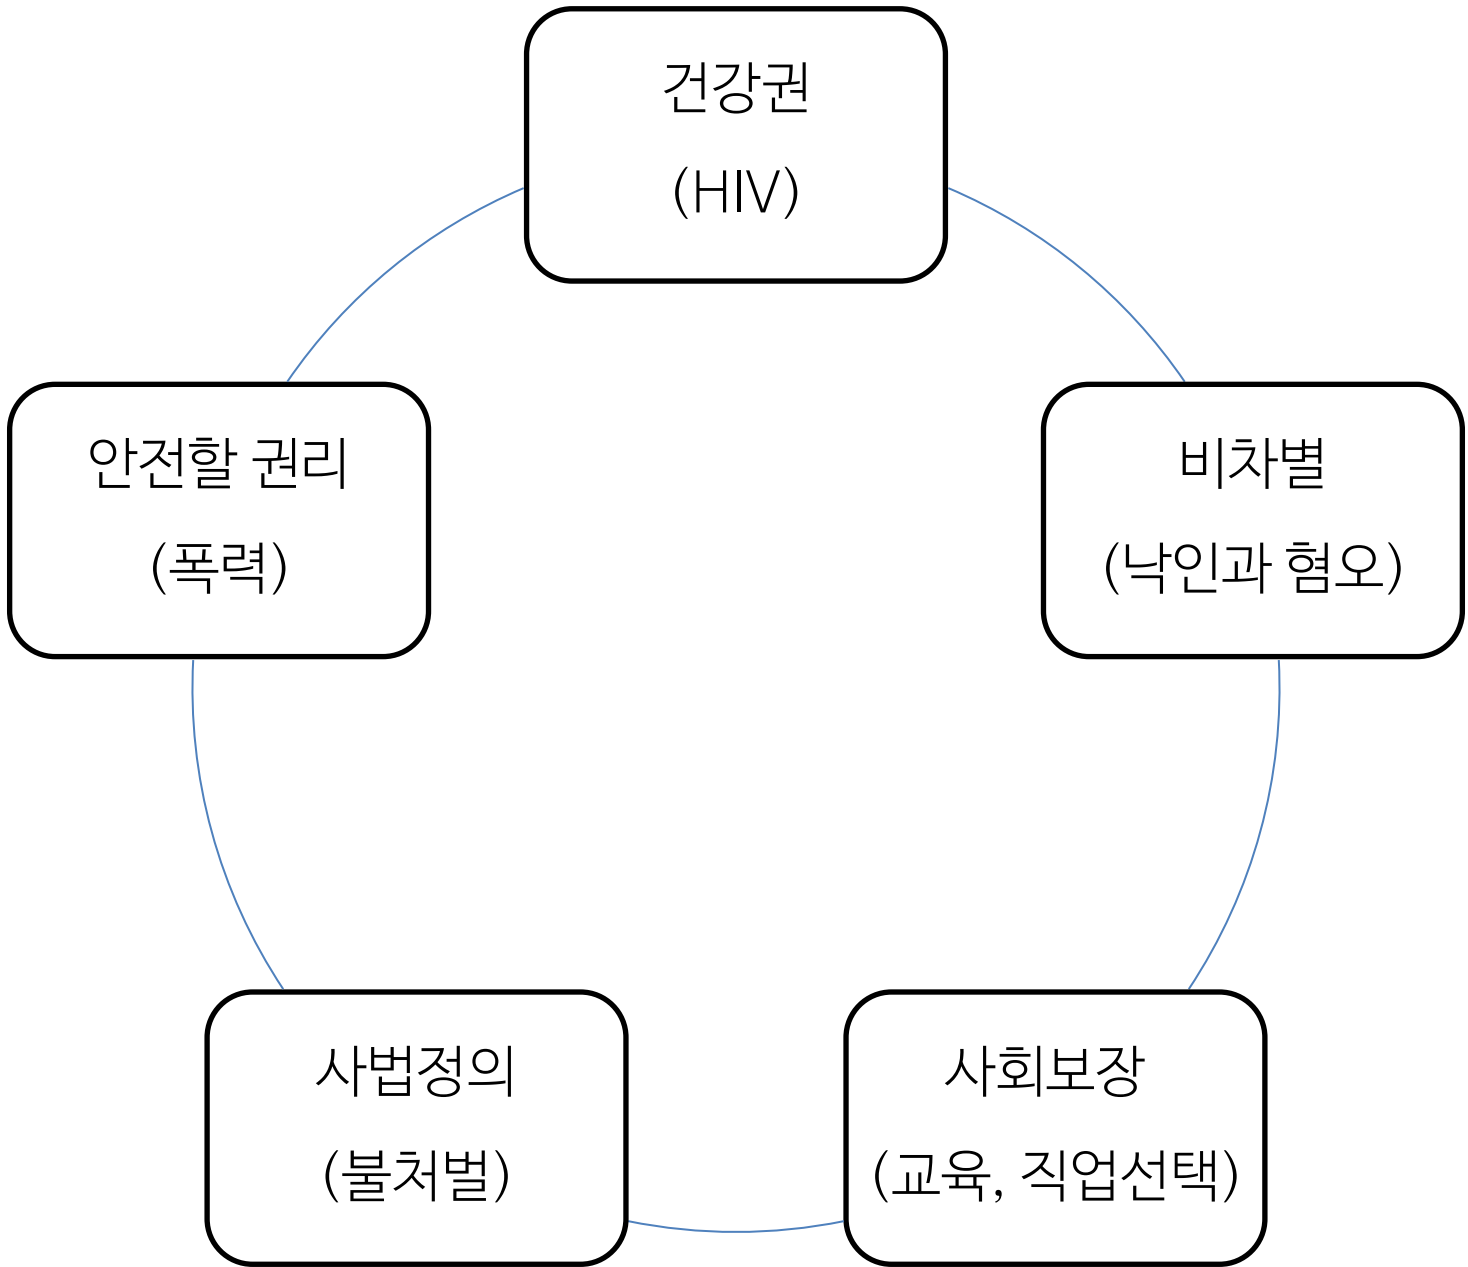 건강권
(HIV)
안전할 권리
(폭력)
비차별
(낙인과 혐오)
사법정의
(불처벌)
사회보장
(교육, 직업선택)